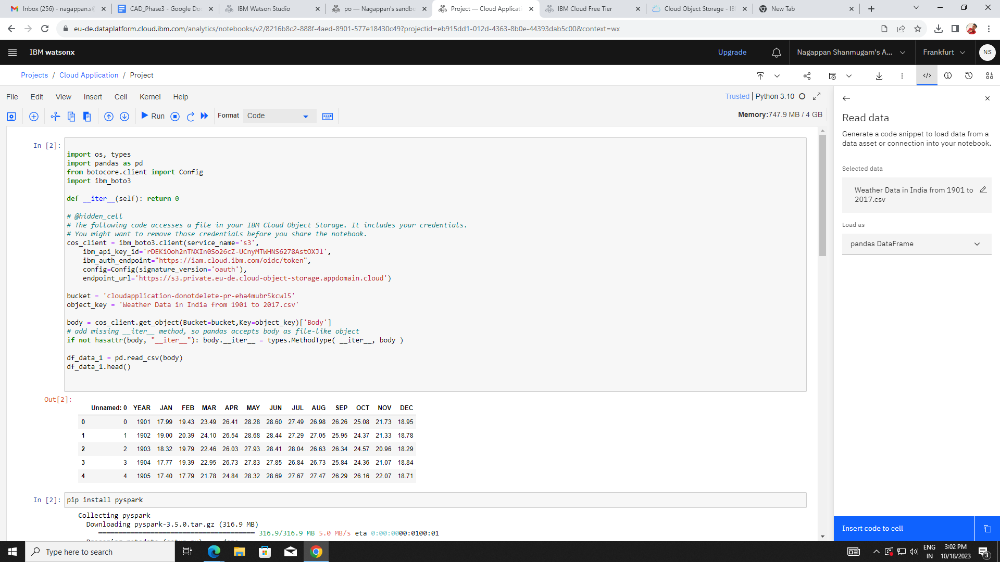 Inbox (256) - nagappan.s@
CAD_Phase3 - Google Doc
IBM Watson Studio
po — Nagappan's sandbo
Project — Cloud Applicati
IBM Cloud Free Tier
Cloud Object Storage - IB
New Tab
eu-de.dataplatform.cloud.ibm.com/analytics/notebooks/v2/8216b8c2-888f-4aed-8901-577e18430c49?projectid=eb915dd1-012d-4363-8b0e-44393dab5c00&context=wx
IBM watsonx
Upgrade
Nagappan Shanmugam's A...
Frankfurt
NS
Projects / Cloud Application / Project
File Edit View Insert Cell Kernel Help
Trusted | Python 3.10
Run
Format
Code
Memory:747.9 MB / 4 GB
In [2]:
import os, types
import pandas as pd
from botocore.client import Config
import ibm_boto3
def __iter__(self): return 0
# @hidden_cell
# The following code accesses a file in your IBM Cloud Object Storage. It includes your credentials.
# You might want to remove those credentials before you share the notebook.
cos_client = ibm_boto3.client(service_name='s3',
    ibm_api_key_id='rDEKiOoh2nTNXIn0So26cZ-UCnyMTWHNS6278AstOXJl',
    ibm_auth_endpoint="https://iam.cloud.ibm.com/oidc/token",
    config=Config(signature_version='oauth'),
    endpoint_url='https://s3.private.eu-de.cloud-object-storage.appdomain.cloud')
bucket = 'cloudapplication-donotdelete-pr-eha4mubr5kcwl5'
object_key = 'Weather Data in India from 1901 to 2017.csv'
body = cos_client.get_object(Bucket=bucket,Key=object_key)['Body']
# add missing __iter__ method, so pandas accepts body as file-like object
if not hasattr(body, "__iter__"): body.__iter__ = types.MethodType( __iter__, body )
df_data_1 = pd.read_csv(body)
df_data_1.head()
Out[2]:
Unnamed: 0 YEAR JAN FEB MAR APR MAY JUN JUL AUG SEP OCT NOV DEC
0 0 1901 17.99 19.43 23.49 26.41 28.28 28.60 27.49 26.98 26.26 25.08 21.73 18.95
1 1 1902 19.00 20.39 24.10 26.54 28.68 28.44 27.29 27.05 25.95 24.37 21.33 18.78
2 2 1903 18.32 19.79 22.46 26.03 27.93 28.41 28.04 26.63 26.34 24.57 20.96 18.29
3 3 1904 17.77 19.39 22.95 26.73 27.83 27.85 26.84 26.73 25.84 24.36 21.07 18.84
4 4 1905 17.40 17.79 21.78 24.84 28.32 28.69 27.67 27.47 26.29 26.16 22.07 18.71
In [2]: pip install pyspark
Collecting pyspark
Downloading pyspark-3.5.0.tar.gz (316.9 MB)
316.9/316.9 MB 5.0 MB/s eta 0:00:0000:0100:01
Read data
Generate a code snippet to load data from a
data asset or connection into your notebook.
Selected data
Weather Data in India from 1901 to
2017.csv
Load as
pandas DataFrame
Insert code to cell
Type here to search
ENG
IN
3:02 PM
10/18/2023
3